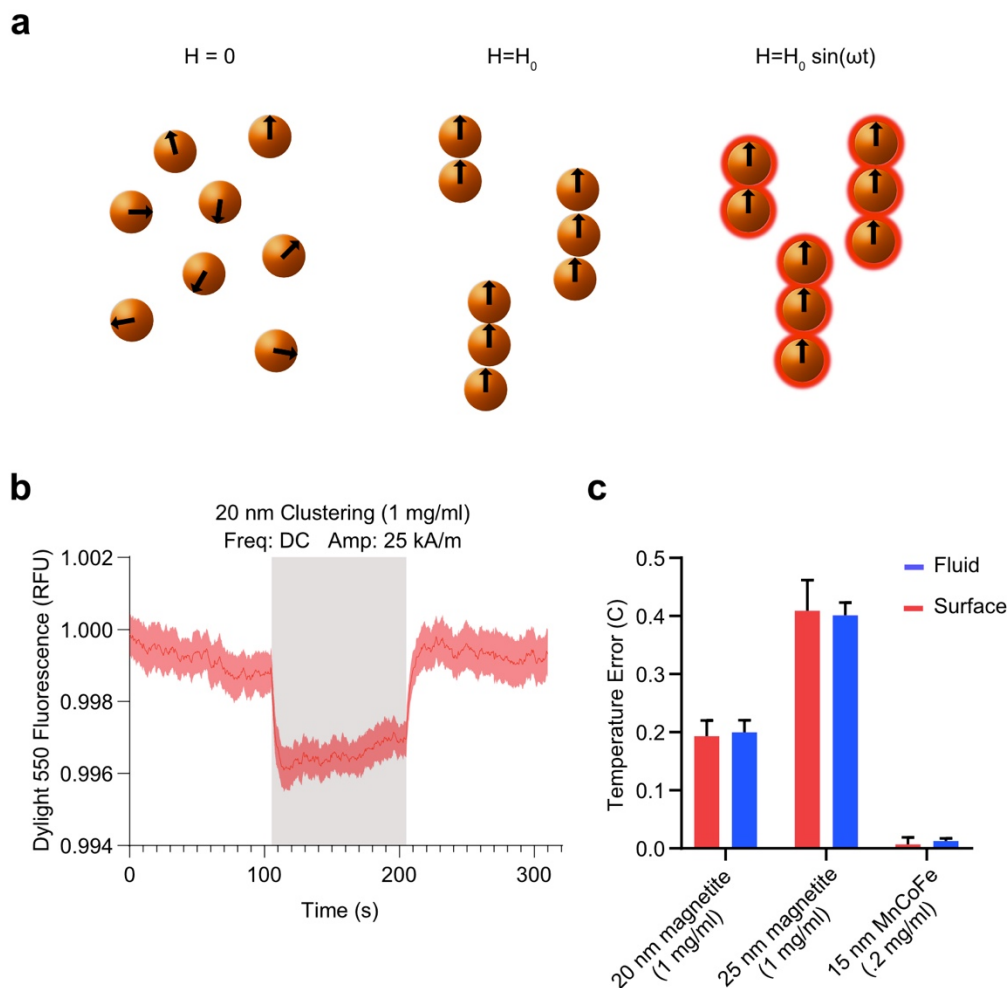 a
H = 0
H=H₀
H=H₀ sin(ωt)
b
20 nm Clustering (1 mg/ml)
Freq: DC Amp: 25 kA/m
Dylight 550 Fluorescence (RFU)
1.002
1.000
0.998
0.996
0.994
0
100
200
300
Time (s)
c
Temperature Error (C)
0.5
0.4
0.3
0.2
0.1
0.0
Fluid
Surface
20 nm magnetite
(1 mg/ml)
25 nm magnetite
(1 mg/ml)
15 nm MnCoFe
(.2 mg/ml)